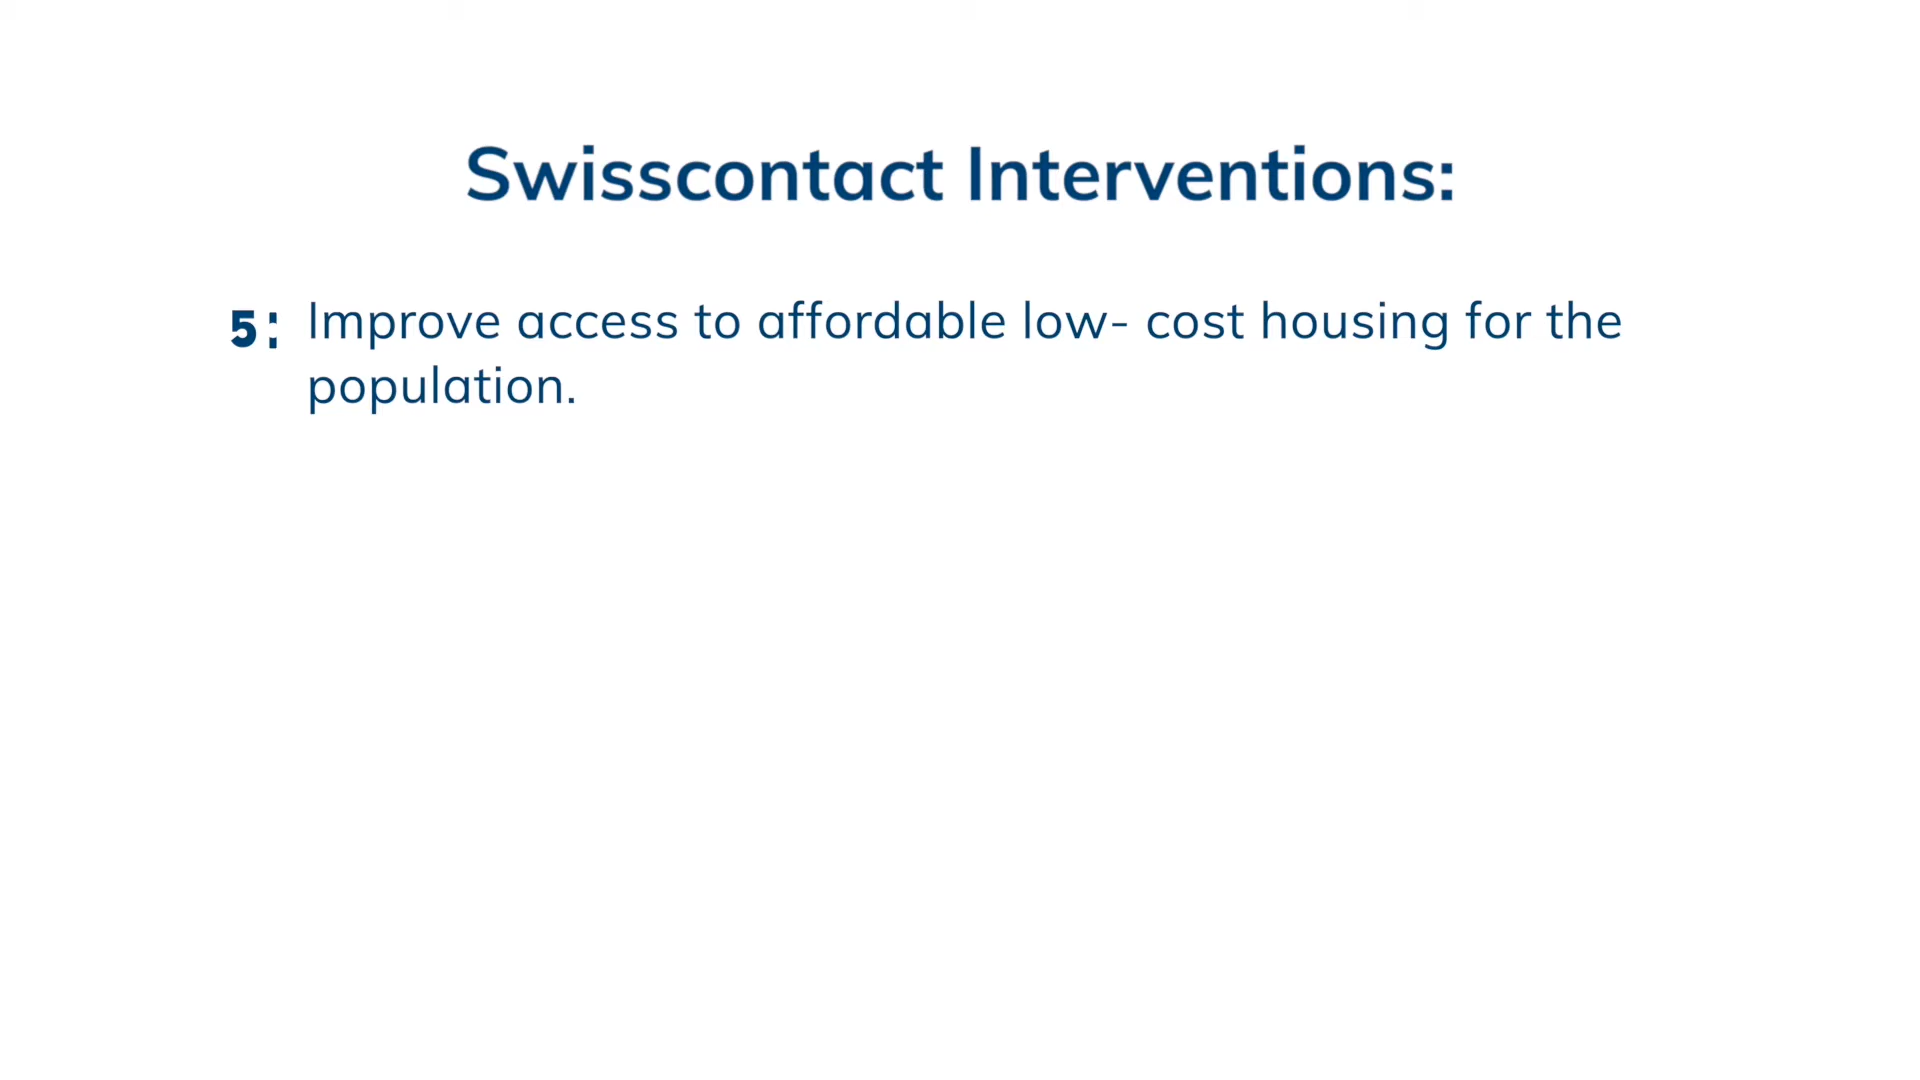 Swisscontact Interventions:
5: Improve access to affordable low- cost housing for the
population.